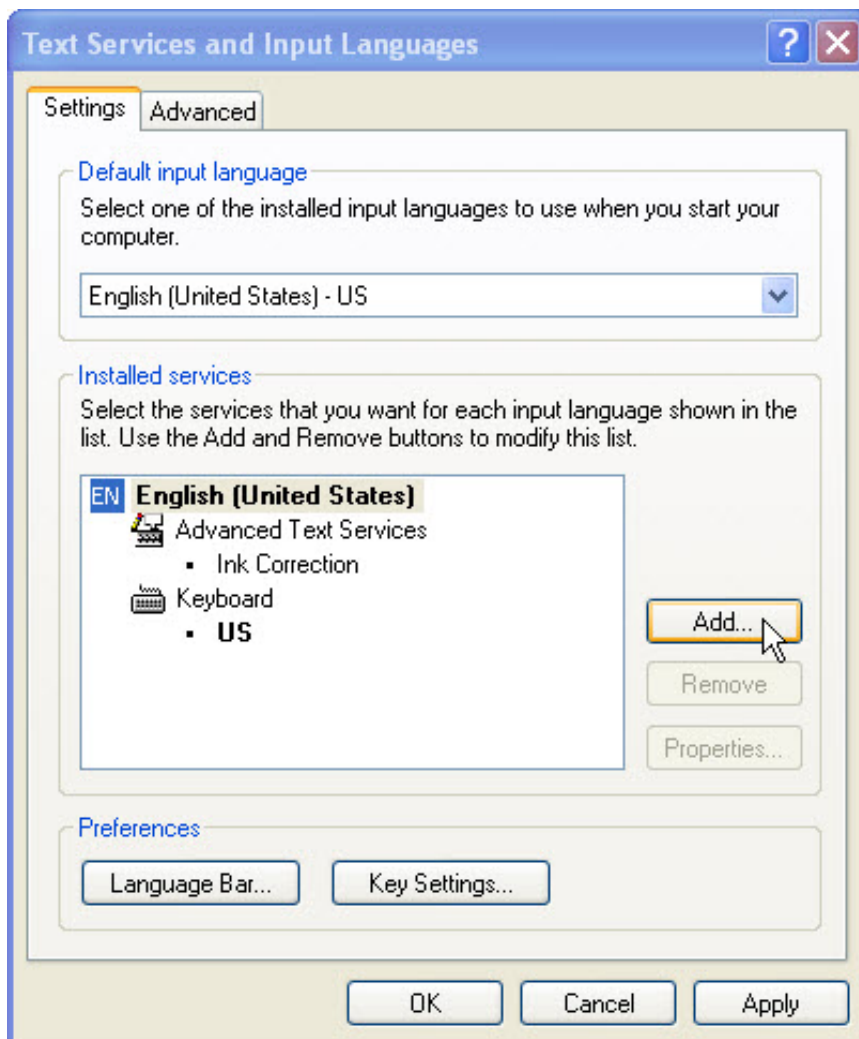 Text Services and Input Languages
Settings
Advanced
Default input language
Select one of the installed input languages to use when you start your
computer.
English (United States) - US
Installed services
Select the services that you want for each input language shown in the
list. Use the Add and Remove buttons to modify this list.
EN English (United States)
Advanced Text Services
Ink Correction
Keyboard
US
Add...
Remove
Properties...
Preferences
Language Bar...
Key Settings...
OK
Cancel
Apply